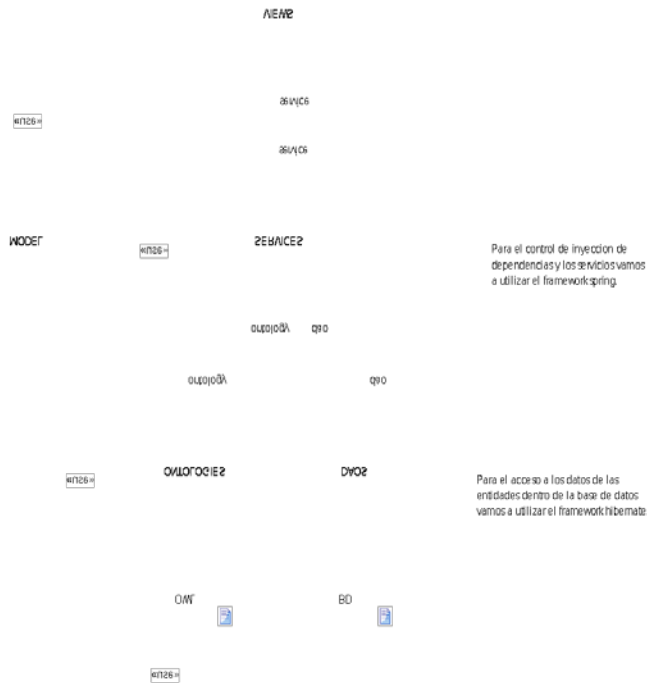 VIEWS
service
«use»
service
MODEL
«use»
SERVICES
Para el control de inyeccion de
dependencias y los servicios vamos
a utilizar el framework spring.
ontology
dao
ontology
dao
«use»
ONTOLOGIES
DAOS
Para el acceso a los datos de las
entidades dentro de la base de datos
vamos a utilizar el framework hibernate
OWL
BD
«use»